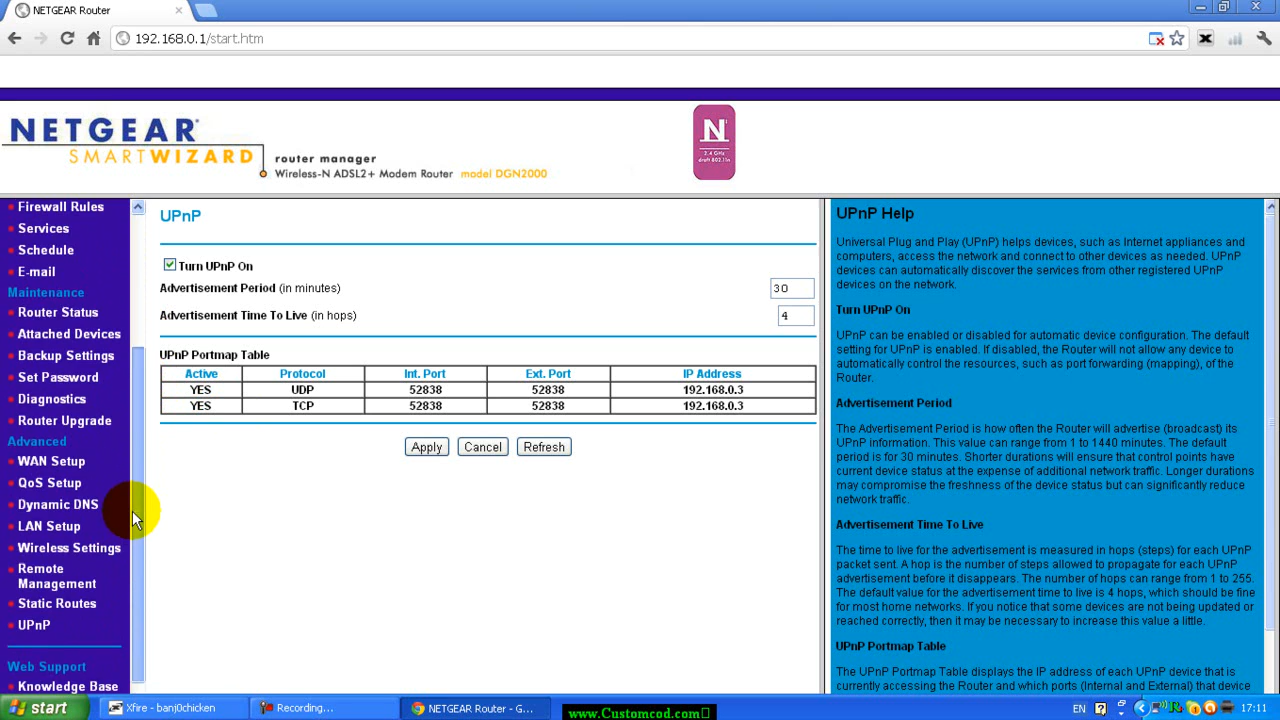 NETGEAR Router
192.168.0.1/start.htm
NETGEAR
SMARTWIZARD
router manager
Wireless-N ADSL2+ Modem Router model DGN2000
N
2.4 GHz
draft 802.11n
Firewall Rules
Services
Schedule
E-mail
Maintenance
Router Status
Attached Devices
Backup Settings
Set Password
Diagnostics
Router Upgrade
Advanced
WAN Setup
QoS Setup
Dynamic DNS
LAN Setup
Wireless Settings
Remote
Management
Static Routes
UPnP
Web Support
Knowledge Base
UPnP
Turn UPnP On
Advertisement Period (in minutes) 30
Advertisement Time To Live (in hops) 4
UPnP Portmap Table
Active Protocol Int. Port Ext. Port IP Address
YES UDP 52838 52838 192.168.0.3
YES TCP 52838 52838 192.168.0.3
Apply Cancel Refresh
UPnP Help
Universal Plug and Play (UPnP) helps devices, such as Internet appliances and
computers, access the network and connect to other devices as needed. UPnP
devices can automatically discover the services from other registered UPnP
devices on the network.
Turn UPnP On
UPnP can be enabled or disabled for automatic device configuration. The default
setting for UPnP is enabled. If disabled, the Router will not allow any device to
automatically control the resources, such as port forwarding (mapping), of the
Router.
Advertisement Period
The Advertisement Period is how often the Router will advertise (broadcast) its
UPnP information. This value can range from 1 to 1440 minutes. The default
period is for 30 minutes. Shorter durations will ensure that control points have
current device status at the expense of additional network traffic. Longer durations
may compromise the freshness of the device status but can significantly reduce
network traffic.
Advertisement Time To Live
The time to live for the advertisement is measured in hops (steps) for each UPnP
packet sent. A hop is the number of steps allowed to propagate for each UPnP
advertisement before it disappears. The number of hops can range from 1 to 255.
The default value for the advertisement time to live is 4 hops, which should be fine
for most home networks. If you notice that some devices are not being updated or
reached correctly, then it may be necessary to increase this value a little.
UPnP Portmap Table
The UPnP Portmap Table displays the IP address of each UPnP device that is
currently accessing the Router and which ports (Internal and External) that device
start
Xfire - banj0chicken
Recording...
NETGEAR Router - G...
www.Customcod.com
EN
17:11